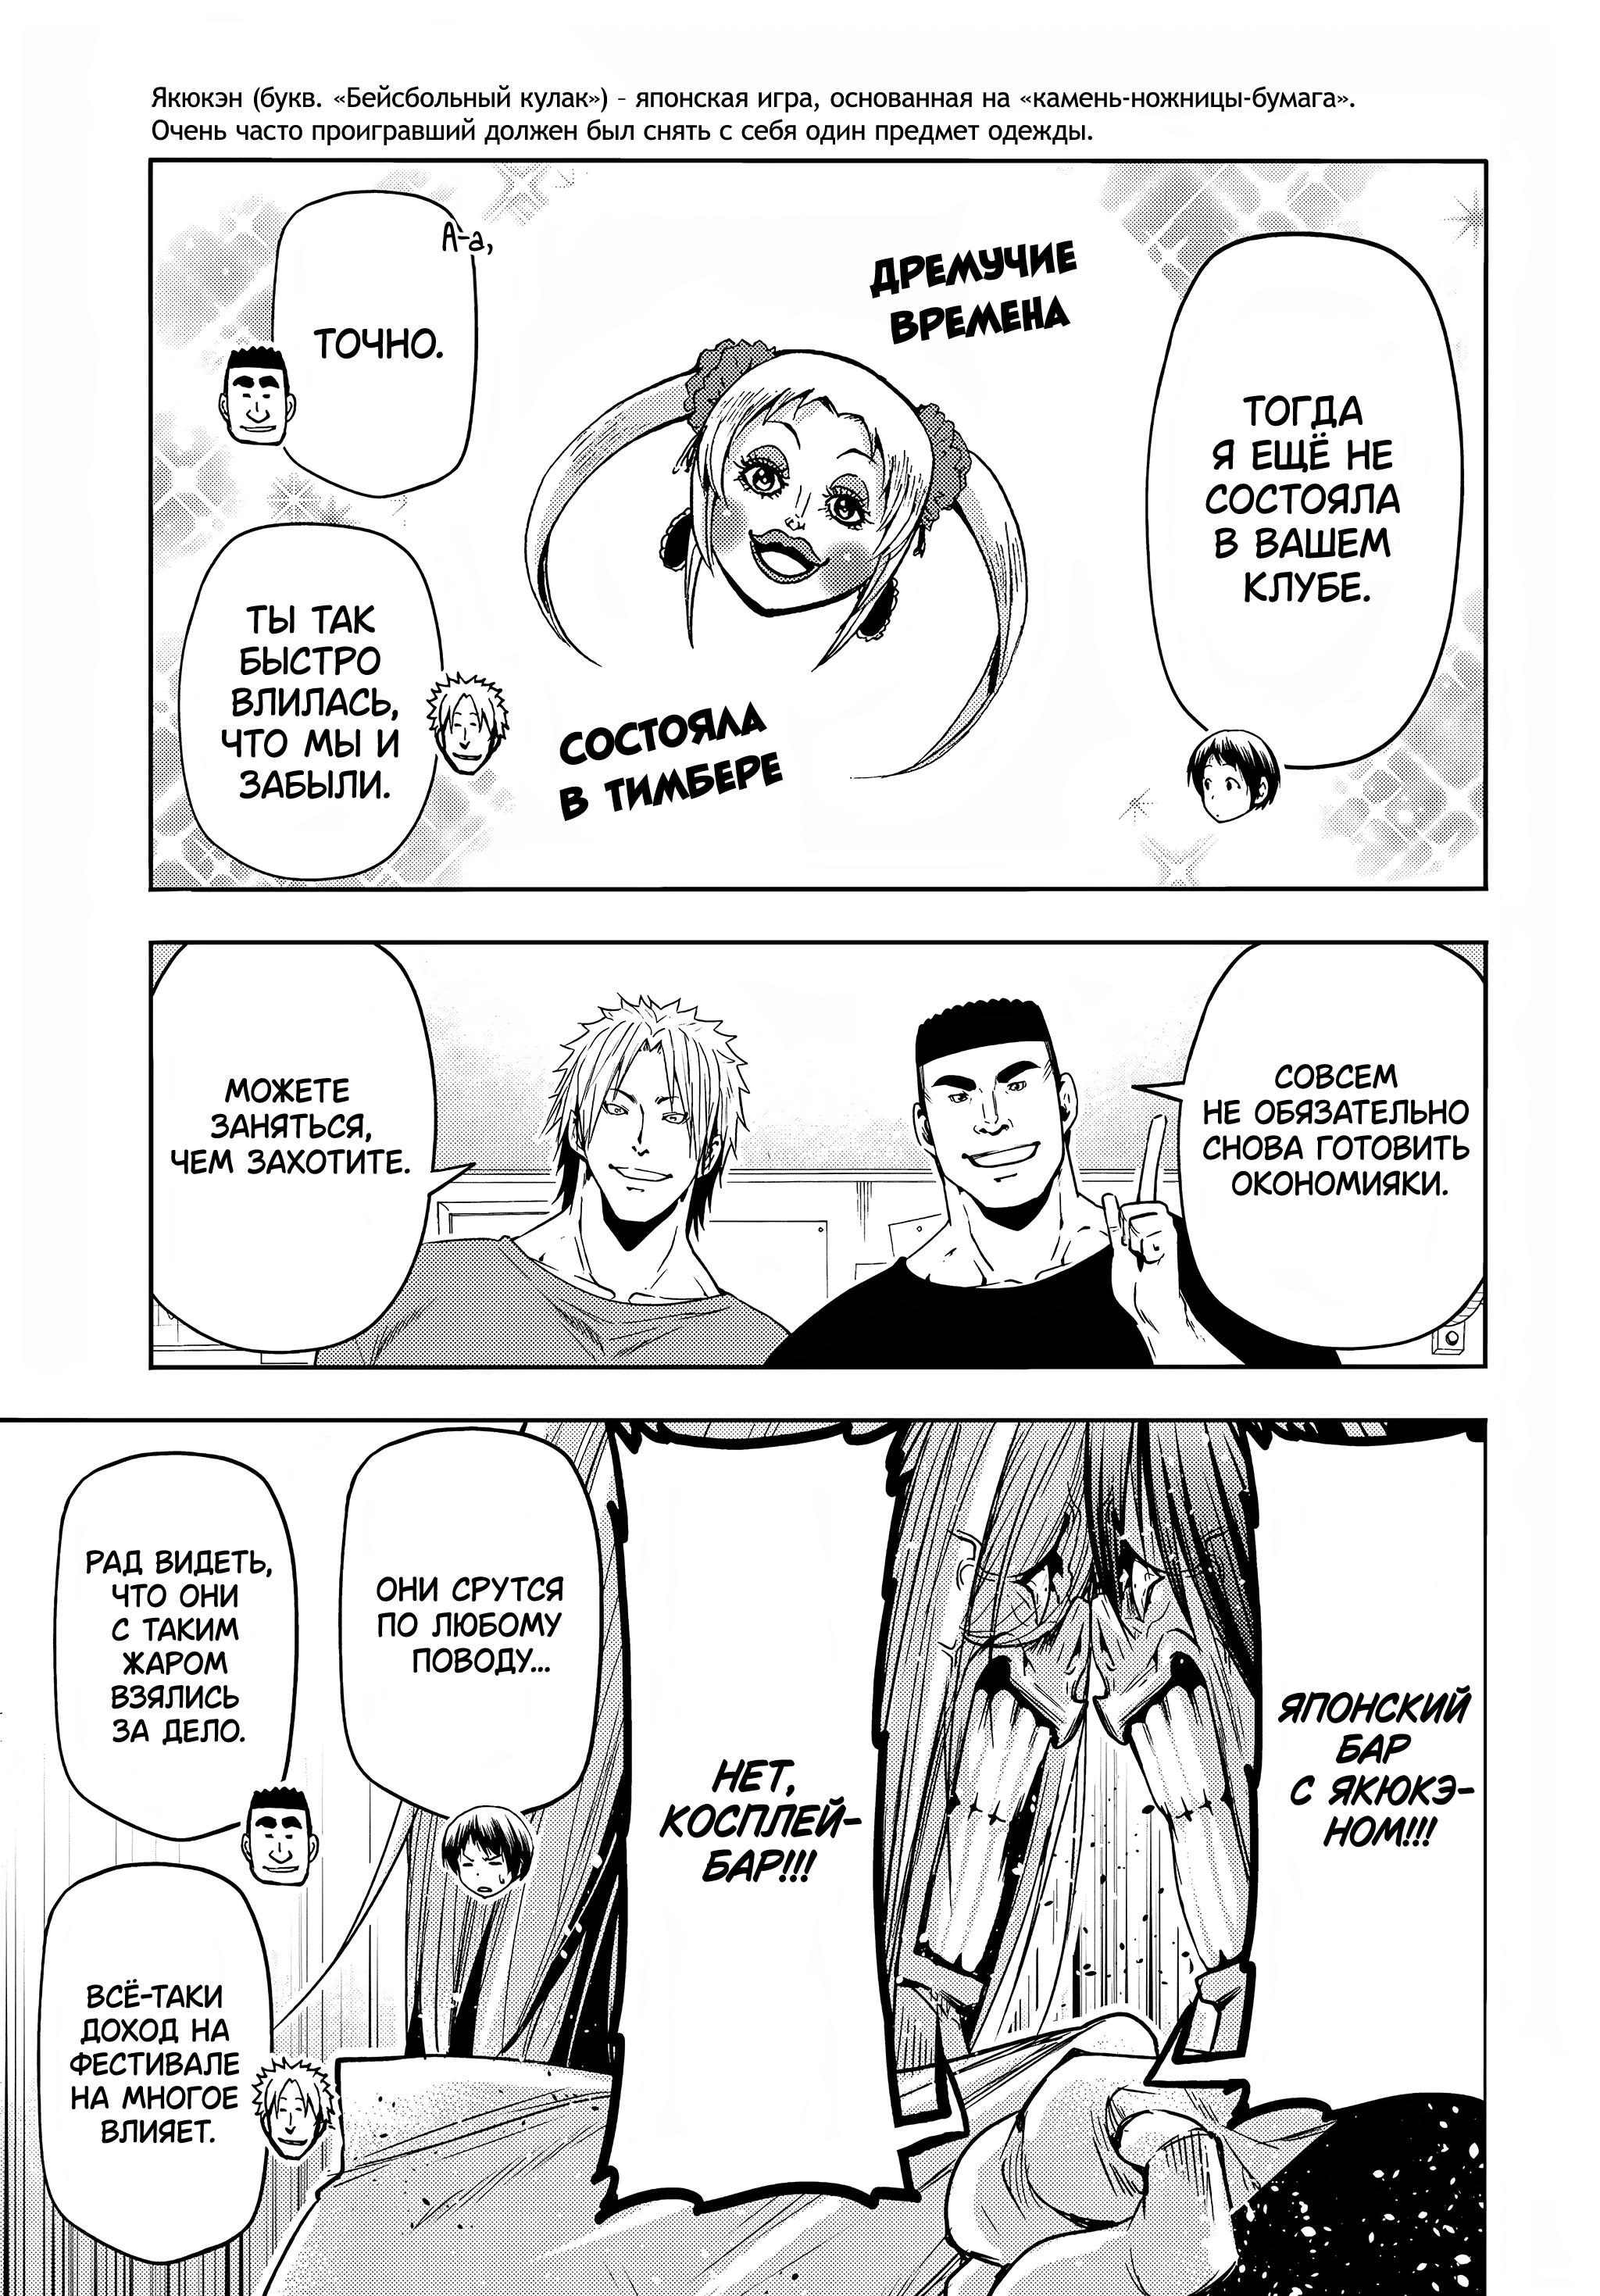 Якюкэн (букв. «Бейсбольный кулак») – японская игра, основанная на «камень-ножницы-бумага».
Очень часто проигравший должен был снять с себя один предмет одежды.
ТОГДА
Я ЕЩЁ НЕ
СОСТОЯЛА
В ВАШЕМ
КЛУБЕ.
ДРЕМУЧИЕ
ВРЕМЕНА
СОСТОЯЛА
В ТИМБЕРЕ
А-а,
ТОЧНО.
ТЫ ТАК
БЫСТРО
ВЛИЛАСЬ,
ЧТО МЫ И
ЗАБЫЛИ.
СОВСЕМ
НЕ ОБЯЗАТЕЛЬНО
СНОВА ГОТОВИТЬ
ОКОНОМИЯКИ.
МОЖЕТЕ
ЗАНЯТЬСЯ,
ЧЕМ ЗАХОТИТЕ.
ЯПОНСКИЙ
БАР
С ЯКЮКЭ-
НОМ!!!
НЕТ,
КОСПЛЕЙ-
БАР!!!
ОНИ СРУТСЯ
ПО ЛЮБОМУ
ПОВОДУ...
РАД ВИДЕТЬ,
ЧТО ОНИ
С ТАКИМ
ЖАРОМ
ВЗЯЛИСЬ
ЗА ДЕЛО.
ВСЁ-ТАКИ
ДОХОД НА
ФЕСТИВАЛЕ
НА МНОГОЕ
ВЛИЯЕТ.